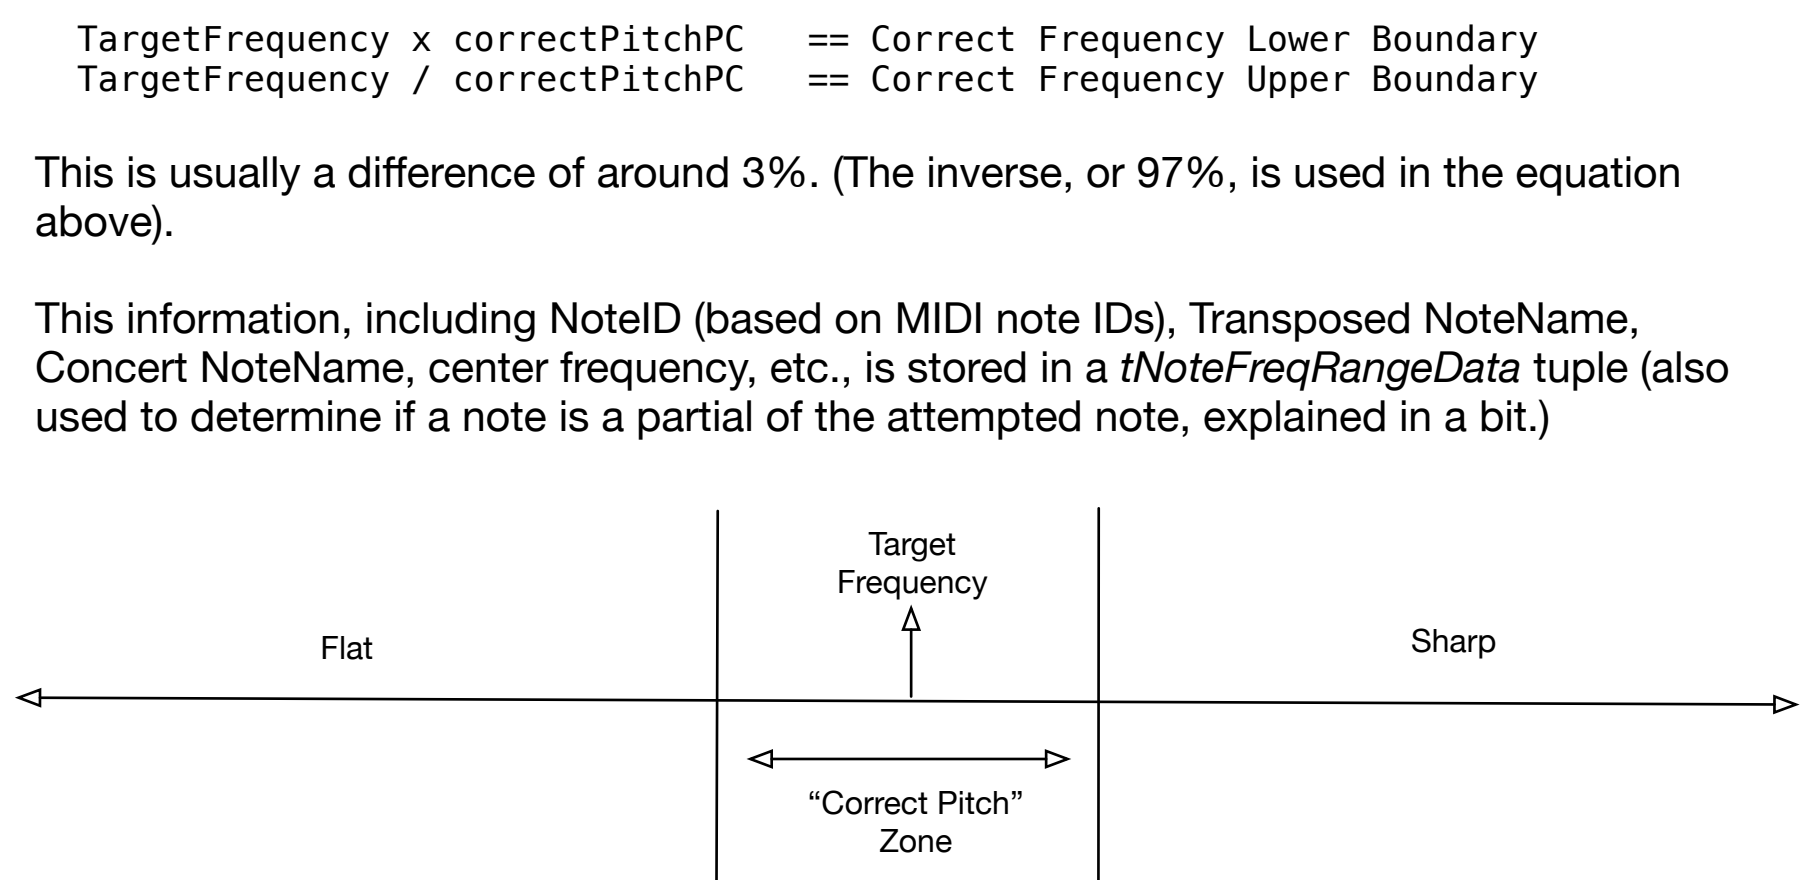 TargetFrequency x correctPitchPC   == Correct Frequency Lower Boundary
TargetFrequency / correctPitchPC   == Correct Frequency Upper Boundary
This is usually a difference of around 3%. (The inverse, or 97%, is used in the equation
above).
This information, including NoteID (based on MIDI note IDs), Transposed NoteName,
Concert NoteName, center frequency, etc., is stored in a tNoteFreqRangeData tuple (also
used to determine if a note is a partial of the attempted note, explained in a bit.)
Target
Frequency
Flat
Sharp
“Correct Pitch”
Zone